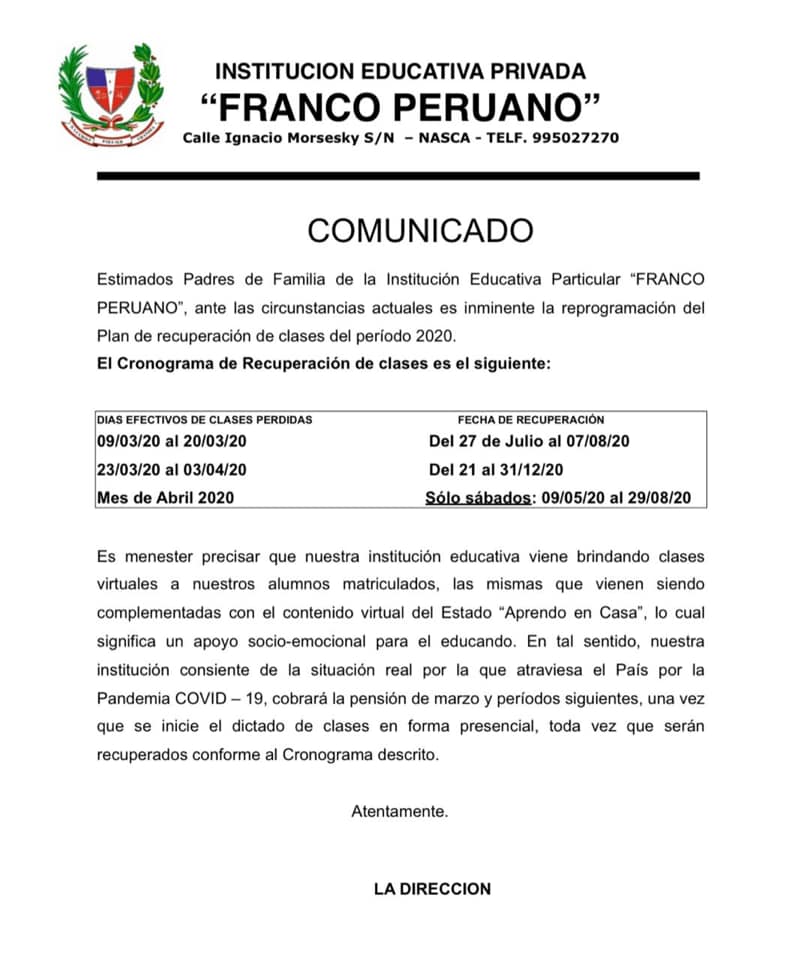 INSTITUCION EDUCATIVA PRIVADA
“FRANCO PERUANO”
Calle Ignacio Morsesky S/N – NASCA - TELF. 995027270
COMUNICADO
Estimados Padres de Familia de la Institución Educativa Particular “FRANCO
PERUANO”, ante las circunstancias actuales es inminente la reprogramación del
Plan de recuperación de clases del período 2020.
El Cronograma de Recuperación de clases es el siguiente:
DIAS EFECTIVOS DE CLASES PERDIDAS FECHA DE RECUPERACIÓN
09/03/20 al 20/03/20 Del 27 de Julio al 07/08/20
23/03/20 al 03/04/20 Del 21 al 31/12/20
Mes de Abril 2020 Sólo sábados: 09/05/20 al 29/08/20
Es menester precisar que nuestra institución educativa viene brindando clases
virtuales a nuestros alumnos matriculados, las mismas que vienen siendo
complementadas con el contenido virtual del Estado “Aprendo en Casa”, lo cual
significa un apoyo socio-emocional para el educando. En tal sentido, nuestra
institución consiente de la situación real por la que atraviesa el País por la
Pandemia COVID – 19, cobrará la pensión de marzo y períodos siguientes, una vez
que se inicie el dictado de clases en forma presencial, toda vez que serán
recuperados conforme al Cronograma descrito.
Atentamente.
LA DIRECCION